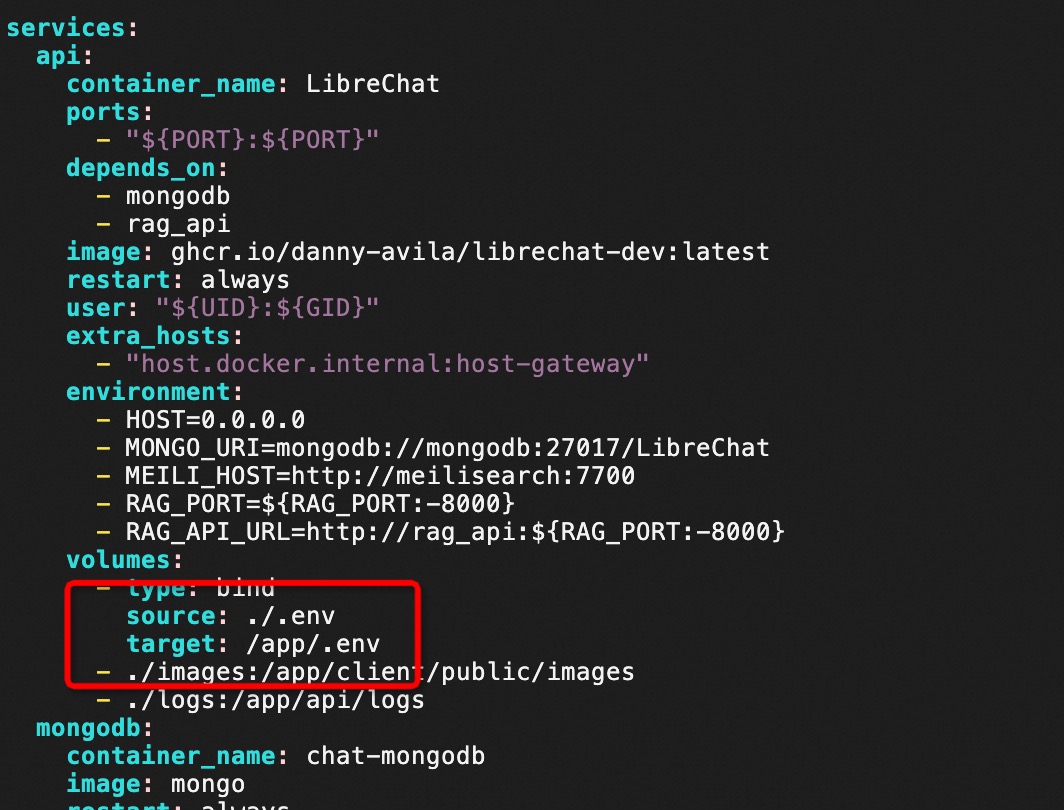 services:
  api:
    container_name: LibreChat
    ports:
      - "${PORT}:${PORT}"
    depends_on:
      - mongodb
      - rag_api
    image: ghcr.io/danny-avila/librechat-dev:latest
    restart: always
    user: "${UID}:${GID}"
    extra_hosts:
      - "host.docker.internal:host-gateway"
    environment:
      - HOST=0.0.0.0
      - MONGO_URI=mongodb://mongodb:27017/LibreChat
      - MEILI_HOST=http://meilisearch:7700
      - RAG_PORT=${RAG_PORT:-8000}
      - RAG_API_URL=http://rag_api:${RAG_PORT:-8000}
    volumes:
      - type: bind
        source: ./.env
        target: /app/.env
      - ./images:/app/client/public/images
      - ./logs:/app/api/logs
  mongodb:
    container_name: chat-mongodb
    image: mongo
    restart: always